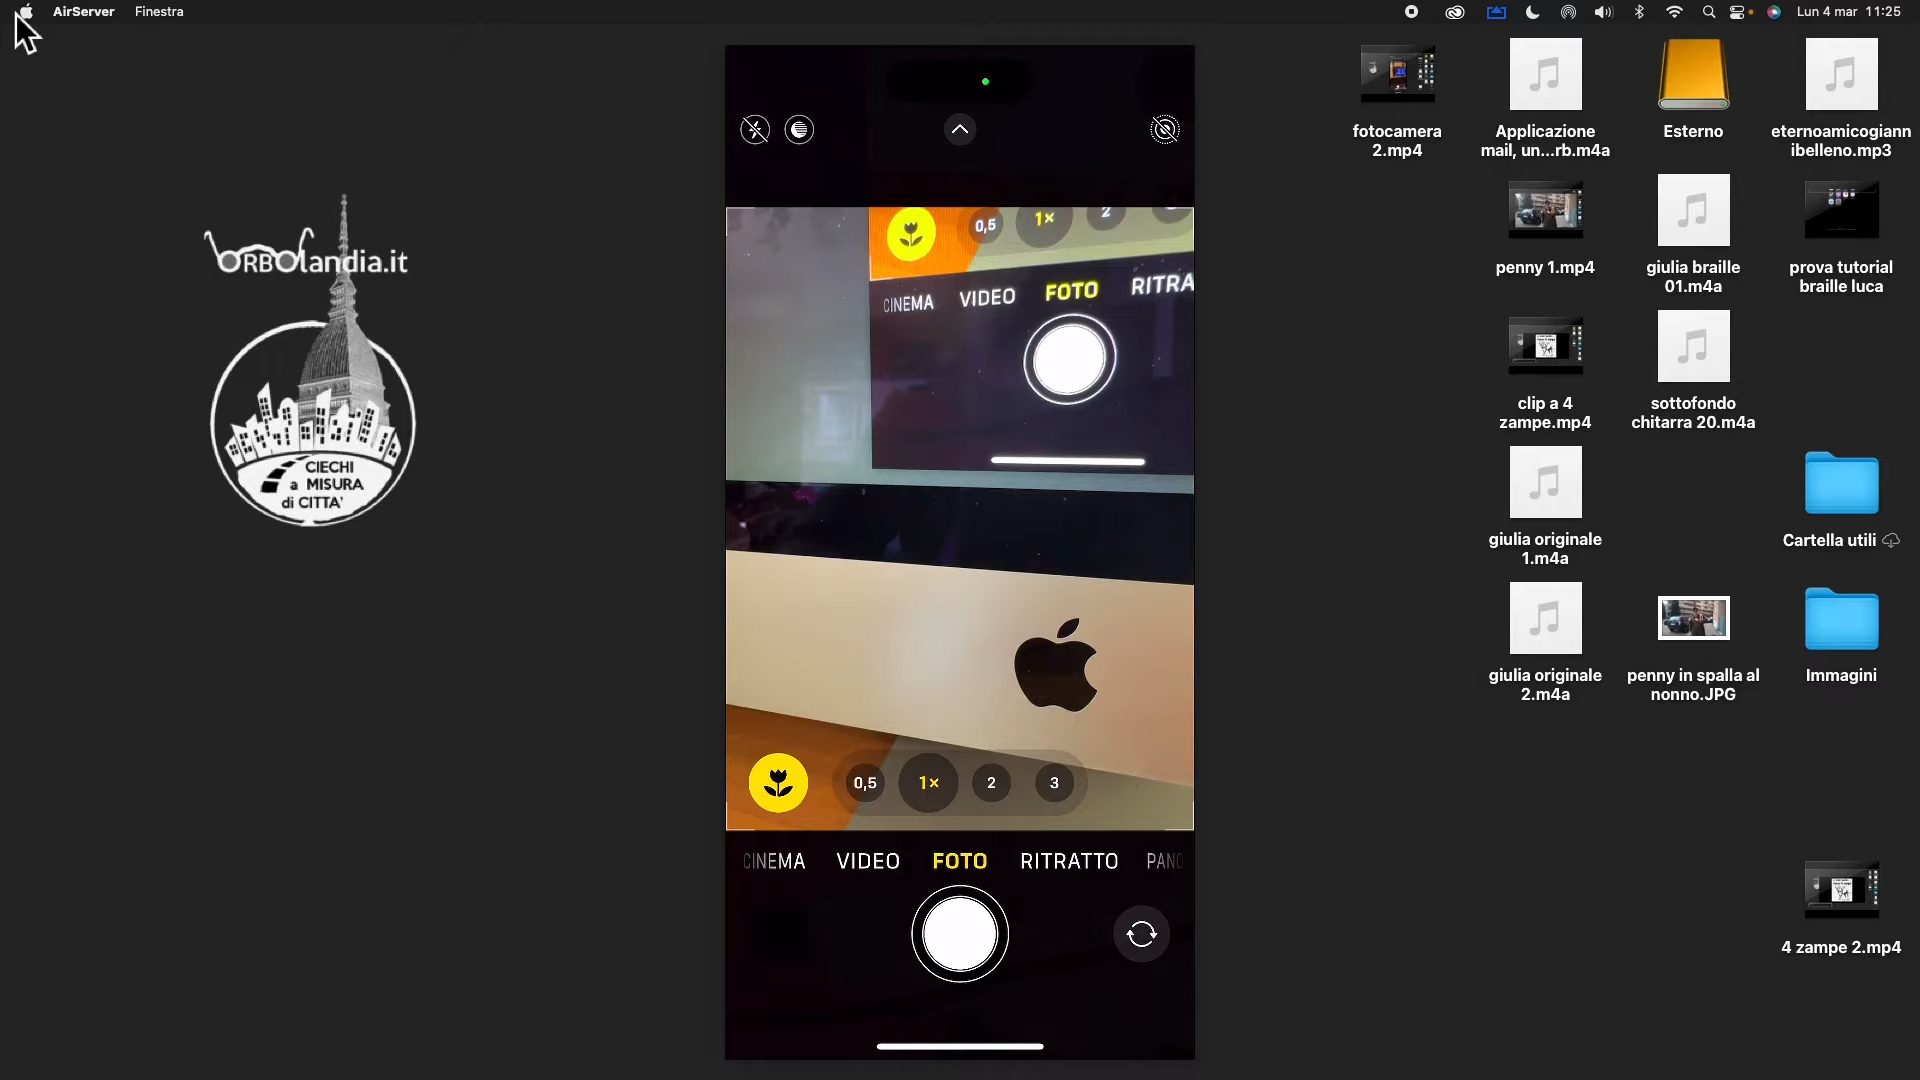 AirServer Finestra
Lun 4 mar 11:25
ORBOlandia.it
CIECHI
a MISURA
di CITTA'
0,5 1× 2
CINEMA VIDEO FOTO RITRA
0,5 1× 2 3
CINEMA VIDEO FOTO RITRATTO PANO
fotocamera
2.mp4
Applicazione
mail, un...rb.m4a
Esterno
eternoamicogiann
ibelleno.mp3
penny 1.mp4
giulia braille
01.m4a
prova tutorial
braille luca
clip a 4
zampe.mp4
sottofondo
chitarra 20.m4a
giulia originale
1.m4a
Cartella utili
giulia originale
2.m4a
penny in spalla al
nonno.JPG
Immagini
4 zampe 2.mp4